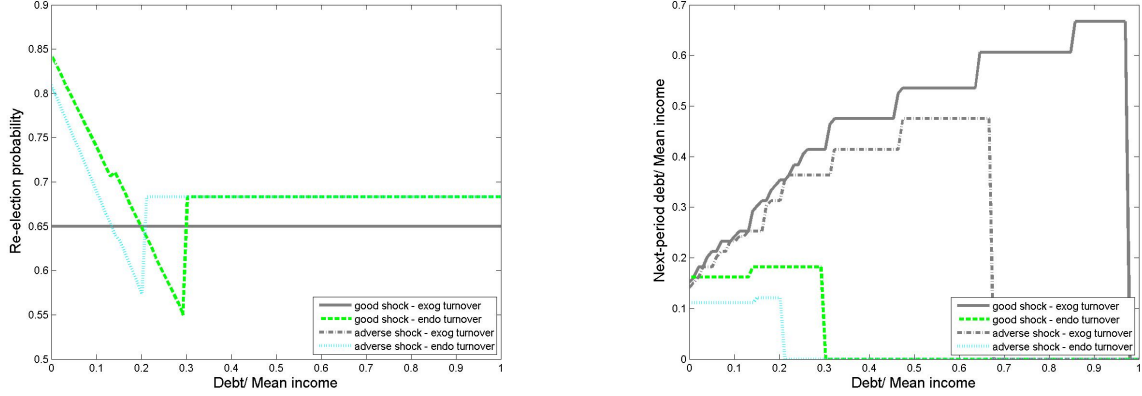 0.9
0.85
0.8
0.75
0.7
0.65
0.6
0.55
0.5
Re-election probability
good shock - exog turnover
good shock - endo turnover
adverse shock - exog turnover
adverse shock - endo turnover
0 0.1 0.2 0.3 0.4 0.5 0.6 0.7 0.8 0.9 1
Debt/ Mean income
0.7
0.6
0.5
0.4
0.3
0.2
0.1
0
Next-period debt/ Mean income
good shock - exog turnover
good shock - endo turnover
adverse shock - exog turnover
adverse shock - endo turnover
0 0.1 0.2 0.3 0.4 0.5 0.6 0.7 0.8 0.9 1
Debt/ Mean income